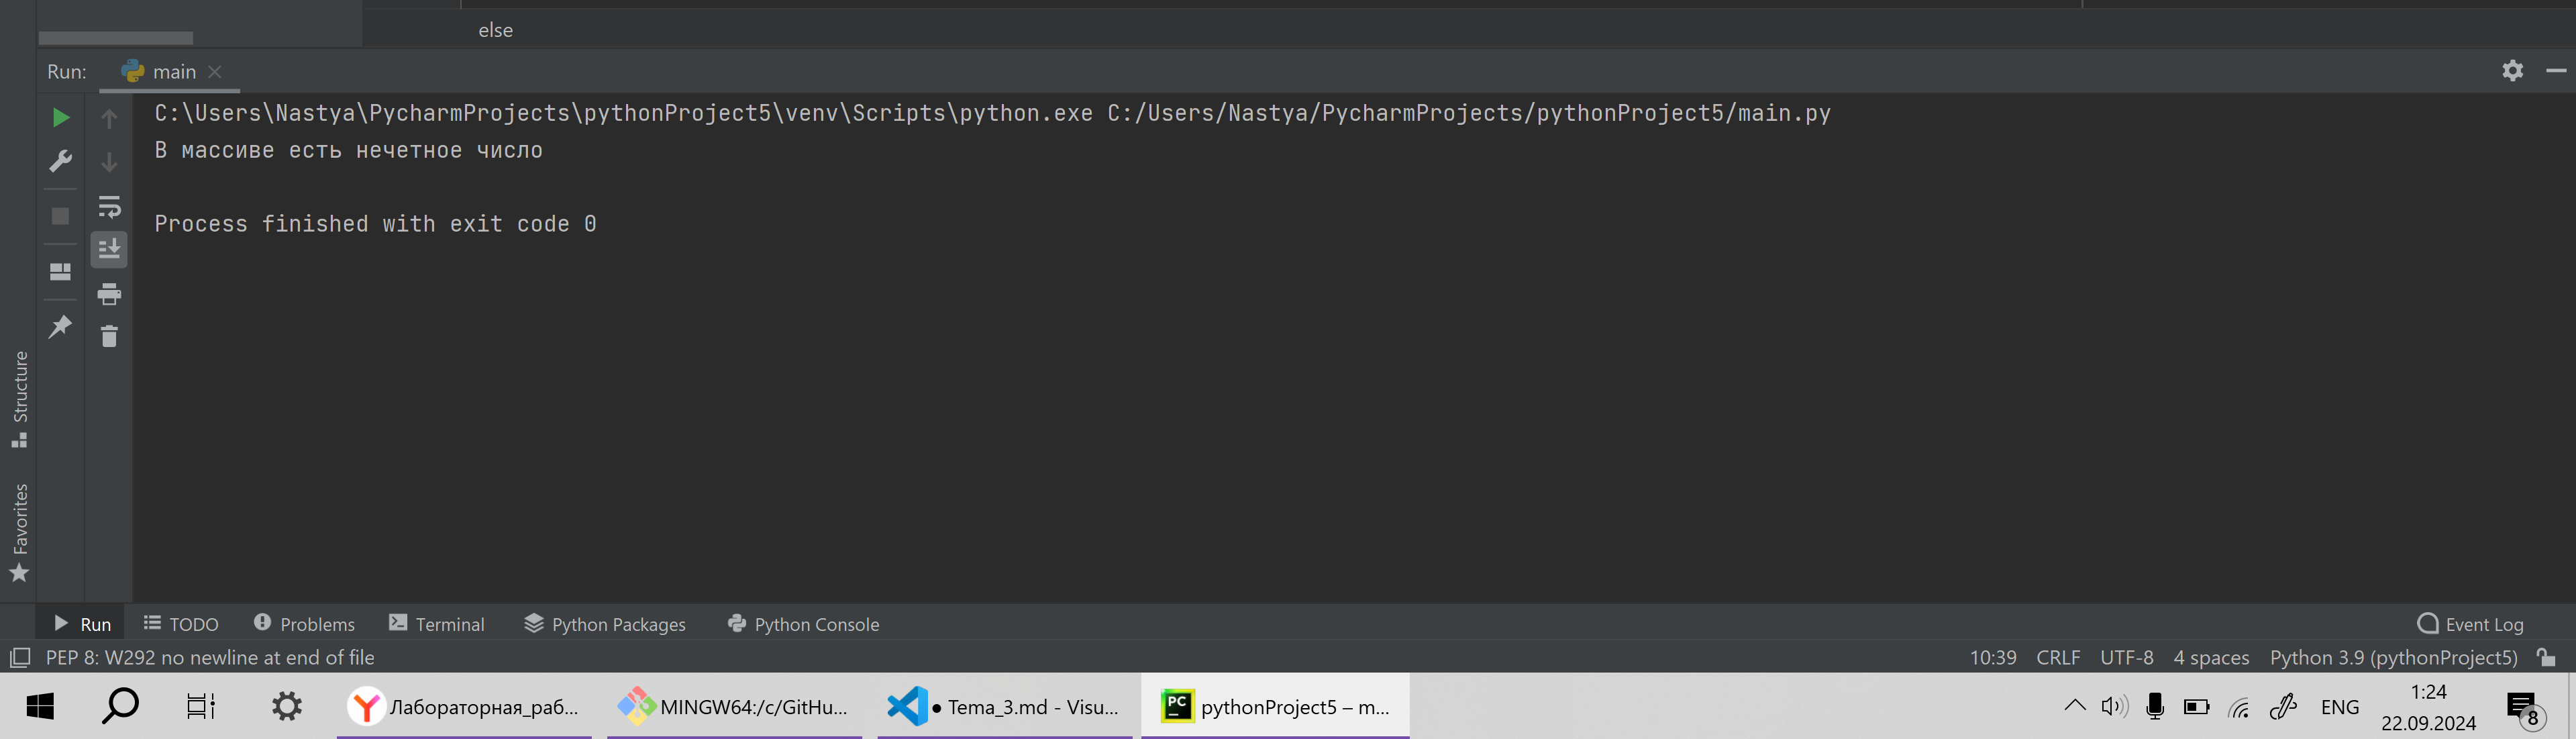 else
Run: main
C:\Users\Nastya\PycharmProjects\pythonProject5\venv\Scripts\python.exe C:/Users/Nastya/PycharmProjects/pythonProject5/main.py
В массиве есть нечетное число
Process finished with exit code 0
Structure
Favorites
Run TODO Problems Terminal Python Packages Python Console Event Log
PEP 8: W292 no newline at end of file 10:39 CRLF UTF-8 4 spaces Python 3.9 (pythonProject5)
Лабораторная_раб... MINGW64:/c/GitHu... ● Tema_3.md - Visu... PC pythonProject5 – m... ENG 1:24
22.09.2024 8